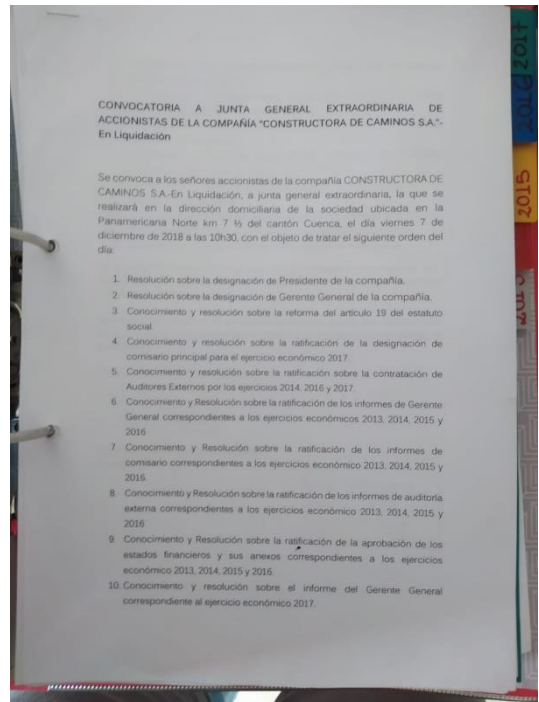 CONVOCATORIA A JUNTA GENERAL EXTRAORDINARIA DE
ACCIONISTAS DE LA COMPAÑÍA "CONSTRUCTORA DE CAMINOS S.A."-
En Liquidación
Se convoca a los señores accionistas de la compañía CONSTRUCTORA DE
CAMINOS S.A-En Liquidación, a junta general extraordinaria, la que se
realizará en la dirección domiciliaria de la sociedad ubicada en la
Panamericana Norte km 7 ½ del cantón Cuenca, el día viernes 7 de
diciembre de 2018 a las 10h30, con el objeto de tratar el siguiente orden del
día:
1. Resolución sobre la designación de Presidente de la compañía.
2. Resolución sobre la designación de Gerente General de la compañía.
3. Conocimiento y resolución sobre la reforma del artículo 19 del estatuto
social.
4. Conocimiento y resolución sobre la ratificación de la designación de
comisario principal para el ejercicio económico 2017.
5. Conocimiento y resolución sobre la ratificación sobre la contratación de
Auditores Externos por los ejercicios 2014, 2016 y 2017.
6. Conocimiento y Resolución sobre la ratificación de los informes de Gerente
General correspondientes a los ejercicios económicos 2013, 2014, 2015 y
2016
7. Conocimiento y Resolución sobre la ratificación de los informes de
comisario correspondientes a los ejercicios económico 2013, 2014, 2015 y
2016.
8. Conocimiento y Resolución sobre la ratificación de los informes de auditoría
externa correspondientes a los ejercicios económico 2013, 2014, 2015 y
2016
9. Conocimiento y Resolución sobre la ratificación de la aprobación de los
estados financieros y sus anexos correspondientes a los ejercicios
económico 2013, 2014, 2015 y 2016.
10. Conocimiento y resolución sobre el informe del Gerente General
correspondiente al ejercicio económico 2017.
2017
2016
2015